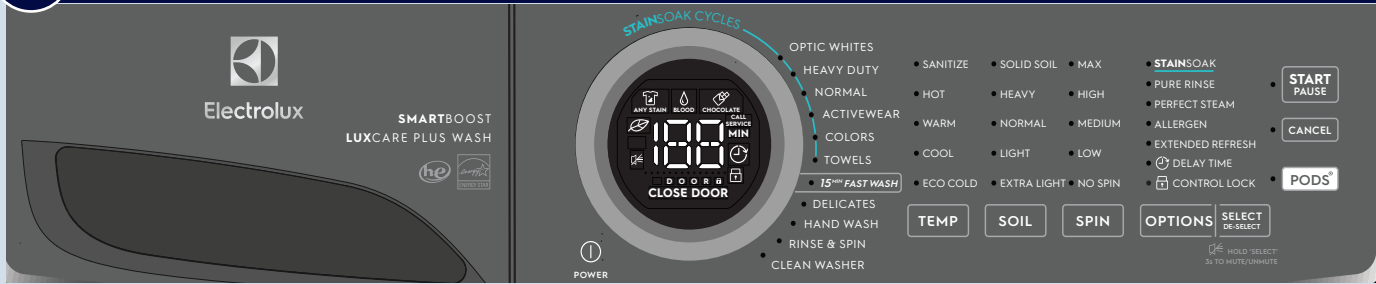 Electrolux
SMARTBOOST
LUXCARE PLUS WASH
he
ENERGY STAR
STAINSOAK CYCLES
ANY STAIN
BLOOD
CHOCOLATE
CALL
SERVICE
188
MIN
DOOR
CLOSE DOOR
POWER
OPTIC WHITES
HEAVY DUTY
NORMAL
ACTIVEWEAR
COLORS
TOWELS
15MIN FAST WASH
DELICATES
HAND WASH
RINSE & SPIN
CLEAN WASHER
SANITIZE
HOT
WARM
COOL
ECO COLD
TEMP
SOLID SOIL
HEAVY
NORMAL
LIGHT
EXTRA LIGHT
SOIL
MAX
HIGH
MEDIUM
LOW
NO SPIN
SPIN
STAINSOAK
PURE RINSE
PERFECT STEAM
ALLERGEN
EXTENDED REFRESH
DELAY TIME
CONTROL LOCK
OPTIONS
SELECT
DE-SELECT
HOLD 'SELECT'
3s TO MUTE/UNMUTE
START
PAUSE
CANCEL
PODS®